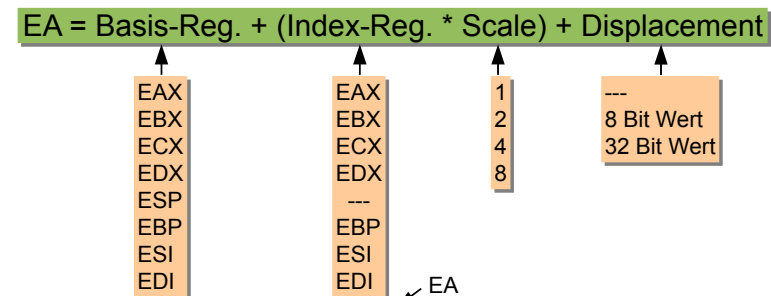 EA = Basis-Reg. + (Index-Reg. * Scale) + Displacement
EAX
EBX
ECX
EDX
ESP
EBP
ESI
EDI
EAX
EBX
ECX
EDX
---
EBP
ESI
EDI
1
2
4
8
---
8 Bit Wert
32 Bit Wert
EA